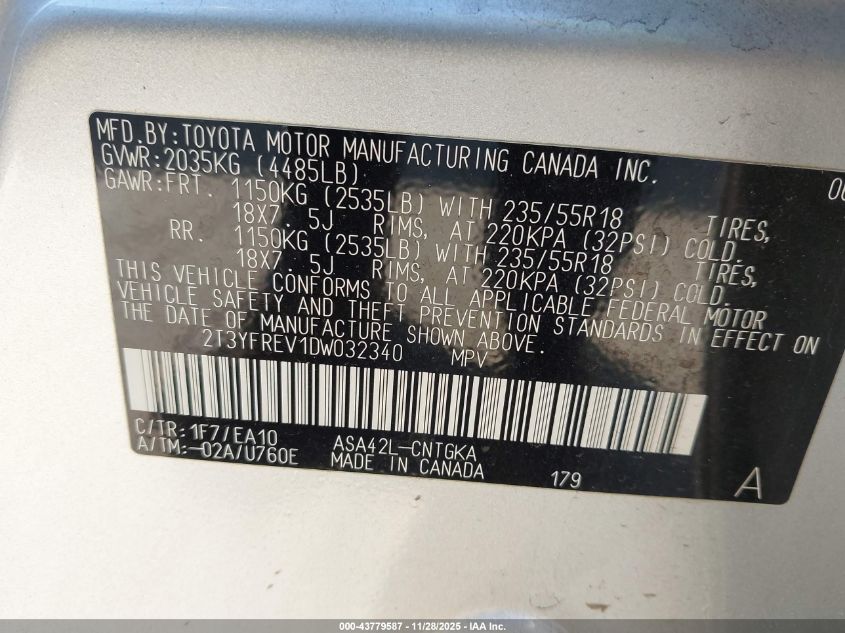 MFD.BY:TOYOTA MOTOR MANUFACTURING CANADA INC.
GVWR:2035KG (4485LB)
GAWR:FRT. 1150KG (2535LB) WITH 235/55R18 TIRES,
18X7. 5J RIMS, AT 220KPA (32PSI) COLD.
RR. 1150KG (2535LB) WITH 235/55R18 TIRES,
18X7. 5J RIMS, AT 220KPA (32PSI) COLD.
THIS VEHICLE CONFORMS TO ALL APPLICABLE FEDERAL MOTOR
VEHICLE SAFETY AND THEFT PREVENTION STANDARDS IN EFFECT ON
THE DATE OF MANUFACTURE SHOWN ABOVE.
2T3YFREV1DW032340 MPV
C/TR:1F7/EA10 ASA42L-CNTGKA
A/TM:-02A/U760E MADE IN CANADA 179 A
000-43779587 - 11/28/2025 - IAA Inc.